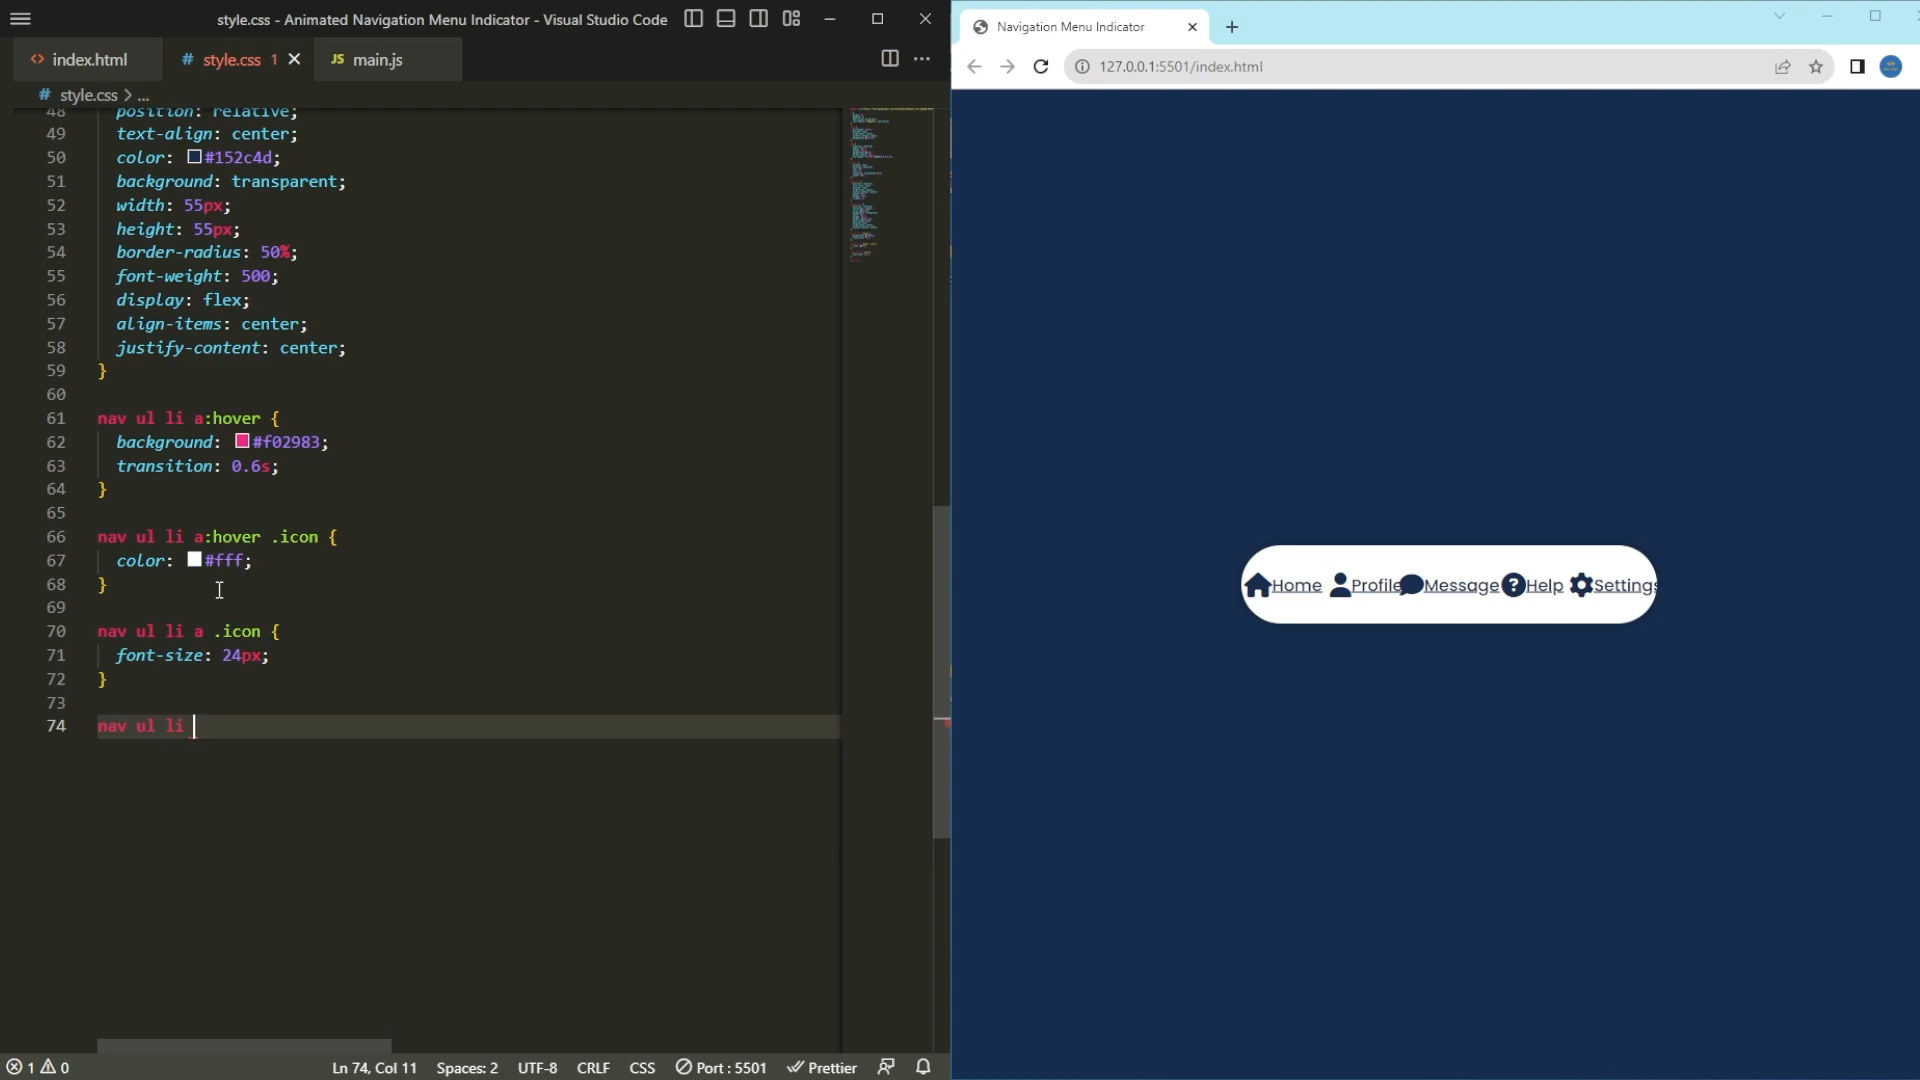 style.css - Animated Navigation Menu Indicator - Visual Studio Code
index.html
style.css 1
JS main.js
# style.css > ...
48 position: relative;
49 text-align: center;
50 color: #152c4d;
51 background: transparent;
52 width: 55px;
53 height: 55px;
54 border-radius: 50%;
55 font-weight: 500;
56 display: flex;
57 align-items: center;
58 justify-content: center;
59 }
60
61 nav ul li a:hover {
62 background: #f02983;
63 transition: 0.6s;
64 }
65
66 nav ul li a:hover .icon {
67 color: #fff;
68 }
69
70 nav ul li a .icon {
71 font-size: 24px;
72 }
73
74 nav ul li
1 0 Ln 74, Col 11 Spaces: 2 UTF-8 CRLF CSS Port : 5501 Prettier
Navigation Menu Indicator
127.0.0.1:5501/index.html
Home Profile Message Help Settings